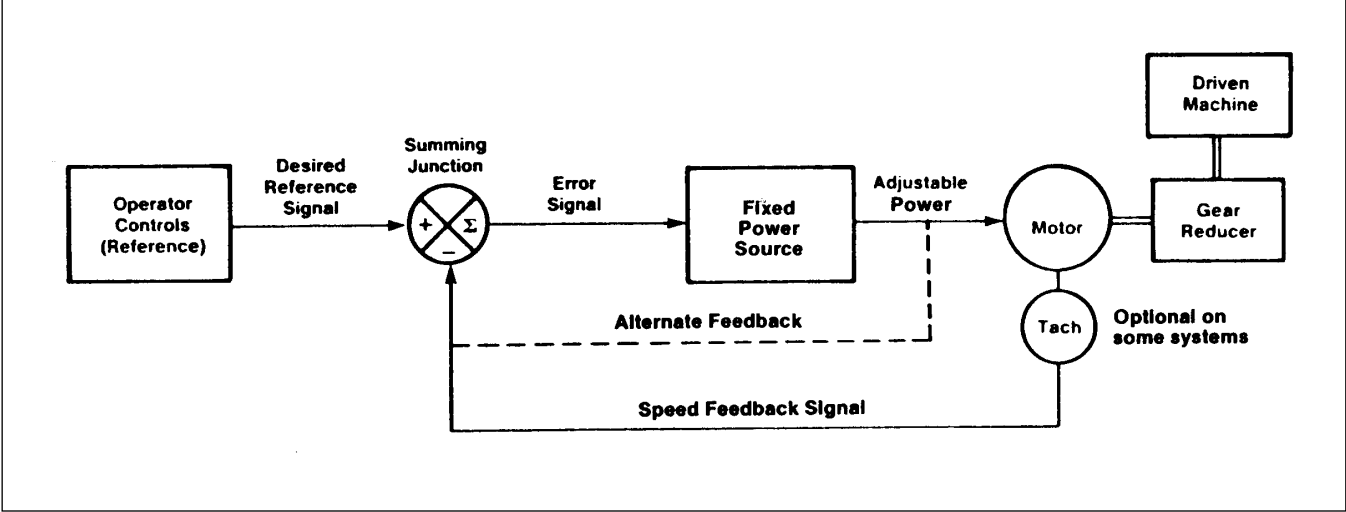 Driven
Machine
Summing
Junction
Desired
Reference
Signal
Error
Signal
Adjustable
Power
Operator
Controls
(Reference)
+
Σ
−
Fixed
Power
Source
Motor
Gear
Reducer
Alternate Feedback
Tach
Optional on
some systems
Speed Feedback Signal